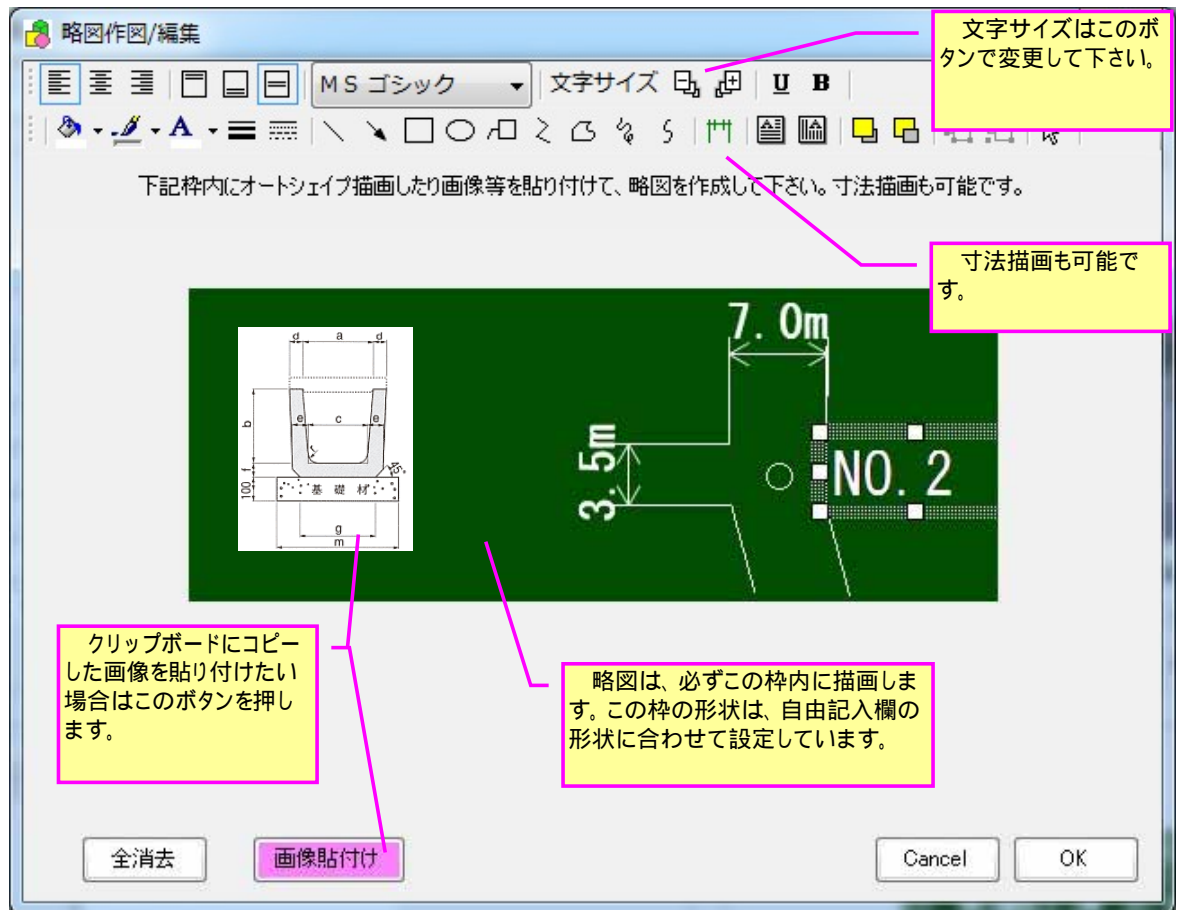 略図作図/編集
文字サイズはこのボ
タンで変更して下さい。
MS ゴシック
文字サイズ
U
B
A
下記枠内にオートシェイプ描画したり画像等を貼り付けて、略図を作成して下さい。寸法描画も可能です。
寸法描画も可能で
す。
7.0m
d a d
b
e c e
r
f
45°
100
基礎材
g
m
3.5m
NO.2
クリップボードにコピー
した画像を貼り付けたい
場合はこのボタンを押し
ます。
略図は、必ずこの枠内に描画しま
す。この枠の形状は、自由記入欄の
形状に合わせて設定しています。
全消去
画像貼付け
Cancel
OK